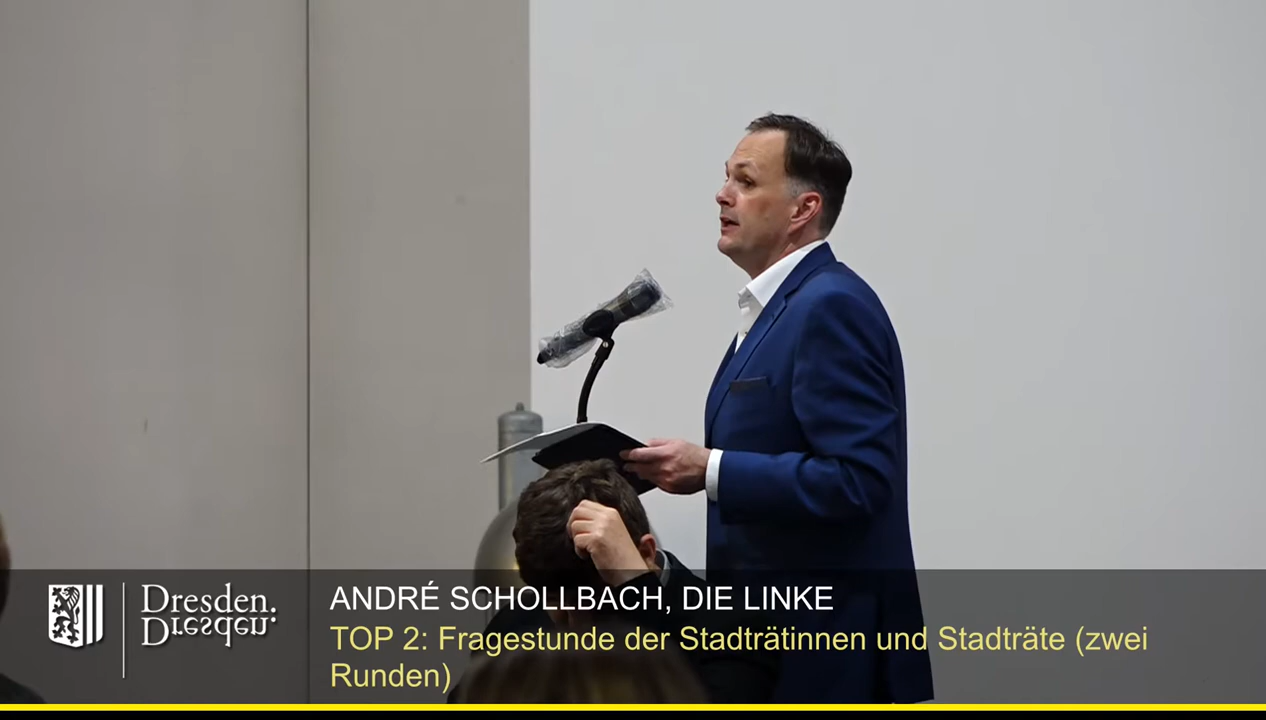 Dresden.
Dresden.
ANDRÉ SCHOLLBACH, DIE LINKE
TOP 2: Fragestunde der Stadträtinnen und Stadträte (zwei
Runden)